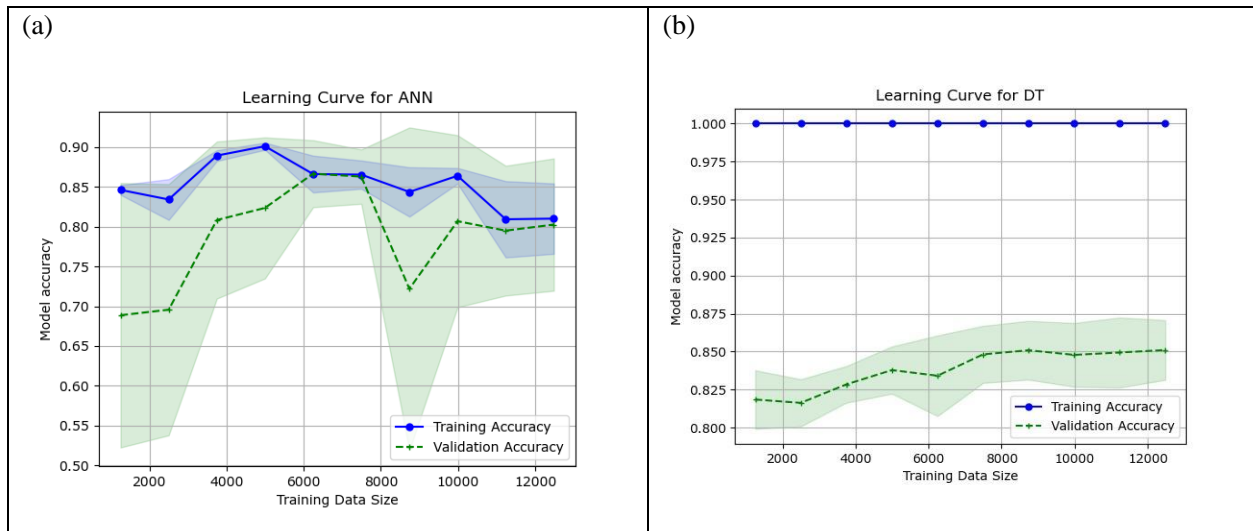 (a)
Learning Curve for ANN
0.90
0.85
0.80
0.75
0.70
0.65
0.60
0.55
0.50
Model accuracy
2000 4000 6000 8000 10000 12000
Training Data Size
Training Accuracy
Validation Accuracy
(b)
Learning Curve for DT
1.000
0.975
0.950
0.925
0.900
0.875
0.850
0.825
0.800
Model accuracy
2000 4000 6000 8000 10000 12000
Training Data Size
Training Accuracy
Validation Accuracy